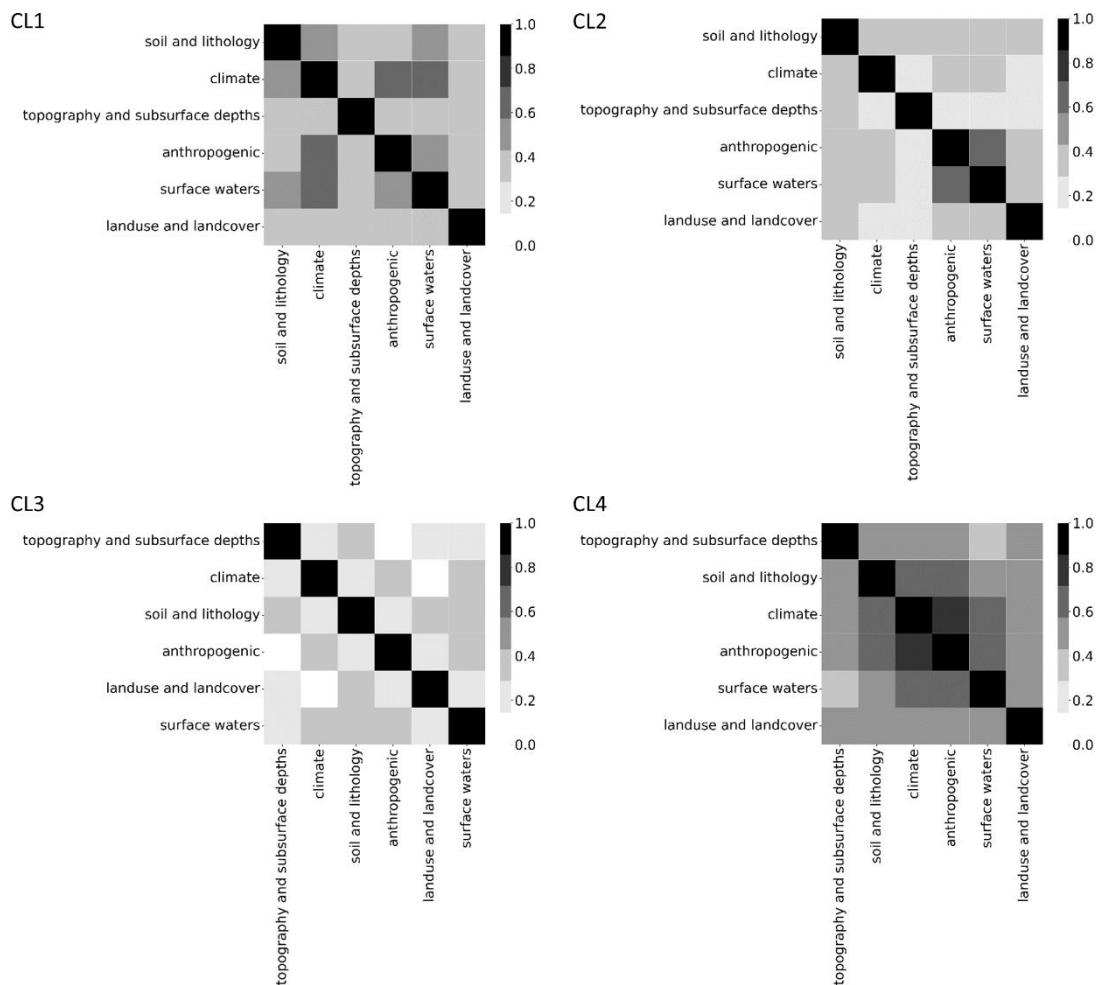 CL1
soil and lithology
climate
topography and subsurface depths
anthropogenic
surface waters
landuse and landcover
soil and lithology
climate
topography and subsurface depths
anthropogenic
surface waters
landuse and landcover
1.0
0.8
0.6
0.4
0.2
0.0
CL2
soil and lithology
climate
topography and subsurface depths
anthropogenic
surface waters
landuse and landcover
soil and lithology
climate
topography and subsurface depths
anthropogenic
surface waters
landuse and landcover
1.0
0.8
0.6
0.4
0.2
0.0
CL3
topography and subsurface depths
climate
soil and lithology
anthropogenic
landuse and landcover
surface waters
topography and subsurface depths
climate
soil and lithology
anthropogenic
landuse and landcover
surface waters
1.0
0.8
0.6
0.4
0.2
0.0
CL4
topography and subsurface depths
soil and lithology
climate
anthropogenic
surface waters
landuse and landcover
topography and subsurface depths
soil and lithology
climate
anthropogenic
surface waters
landuse and landcover
1.0
0.8
0.6
0.4
0.2
0.0